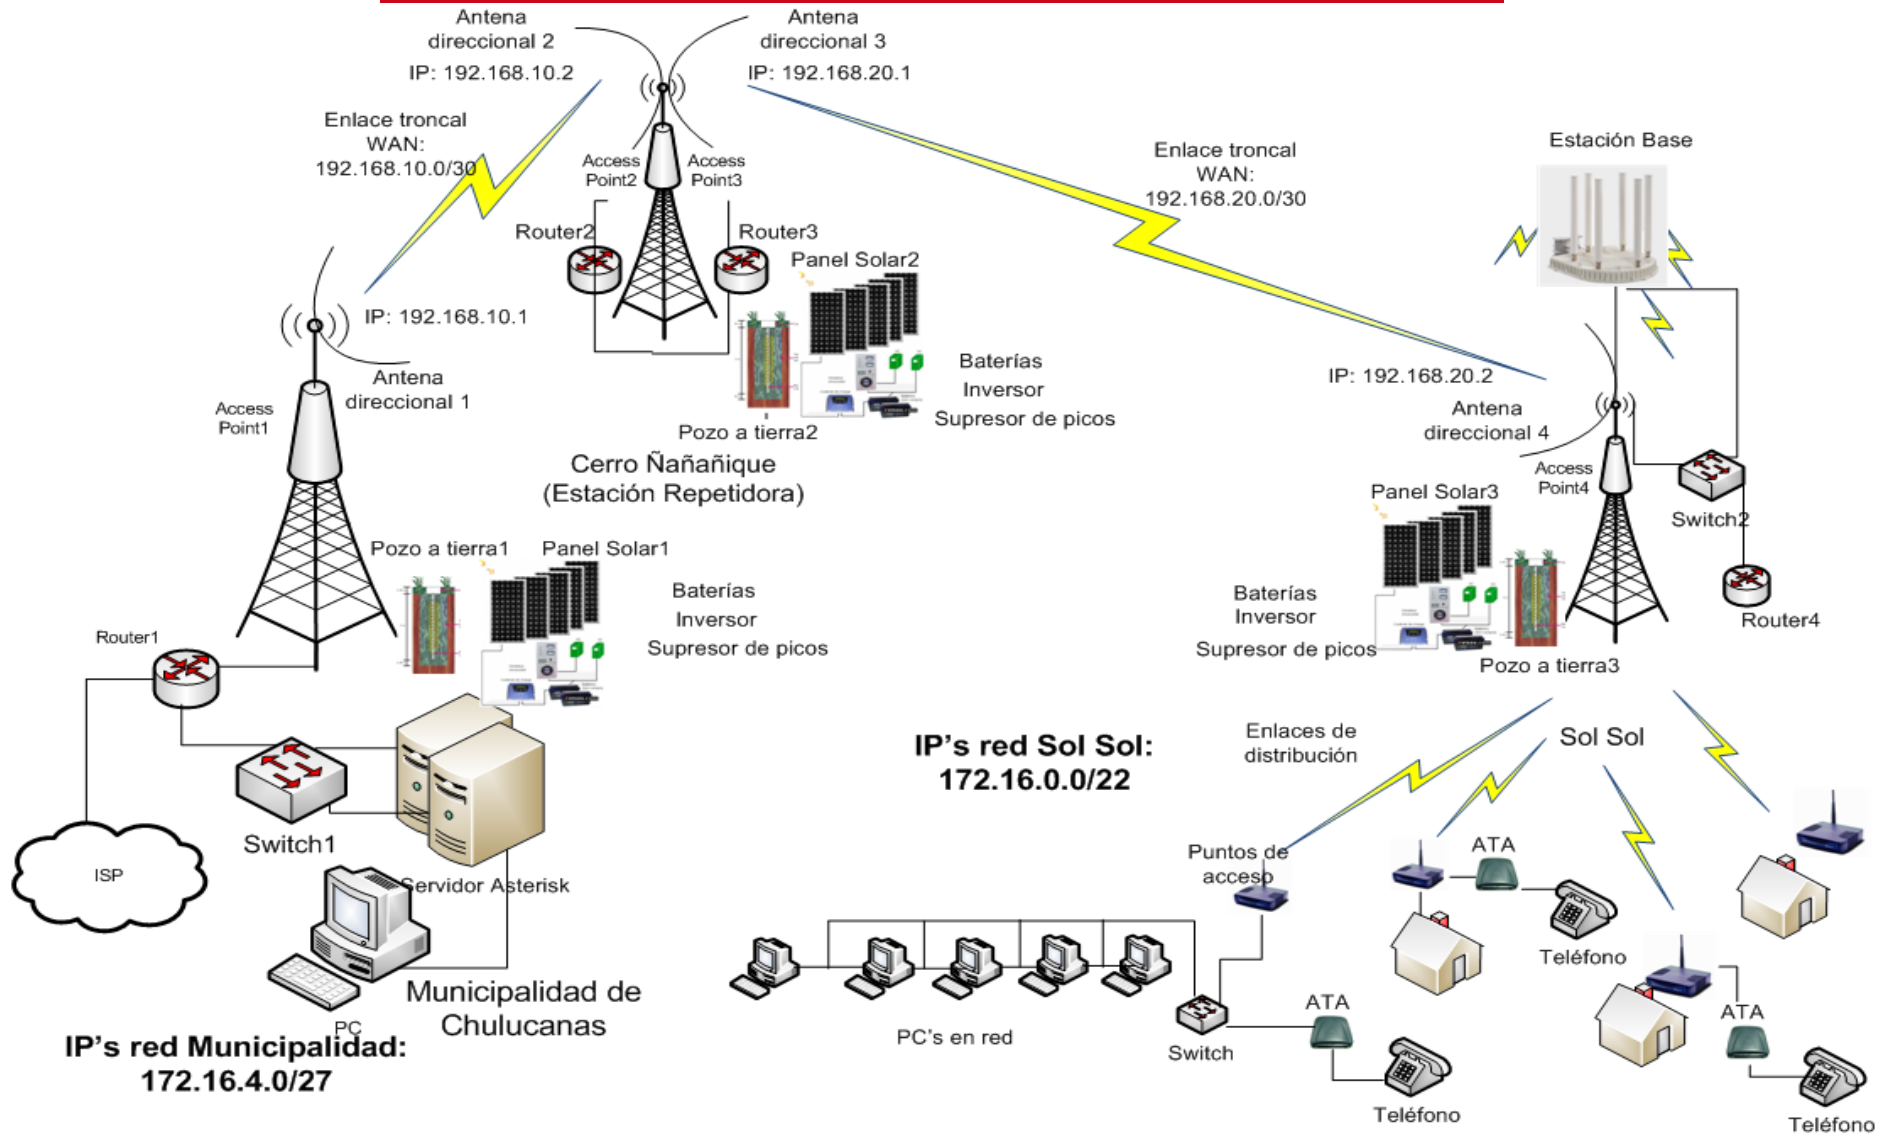 Antena
direccional 2
IP: 192.168.10.2
Antena
direccional 3
IP: 192.168.20.1
Enlace troncal
WAN:
192.168.10.0/30
Access
Point2
Access
Point3
Router2
Router3
Panel Solar2
Baterías
Inversor
Supresor de picos
Pozo a tierra2
Cerro Ñañañique
(Estación Repetidora)
Enlace troncal
WAN:
192.168.20.0/30
Estación Base
IP: 192.168.10.1
Antena
direccional 1
Access
Point1
IP: 192.168.20.2
Antena
direccional 4
Access
Point4
Switch2
Router4
Panel Solar3
Baterías
Inversor
Supresor de picos
Pozo a tierra3
Pozo a tierra1
Panel Solar1
Baterías
Inversor
Supresor de picos
Router1
Switch1
ISP
Servidor Asterisk
PC
Municipalidad de
Chulucanas
IP's red Municipalidad:
172.16.4.0/27
IP's red Sol Sol:
172.16.0.0/22
Enlaces de
distribución
Sol Sol
Puntos de
acceso
ATA
Teléfono
ATA
Teléfono
PC's en red
Switch
ATA
Teléfono